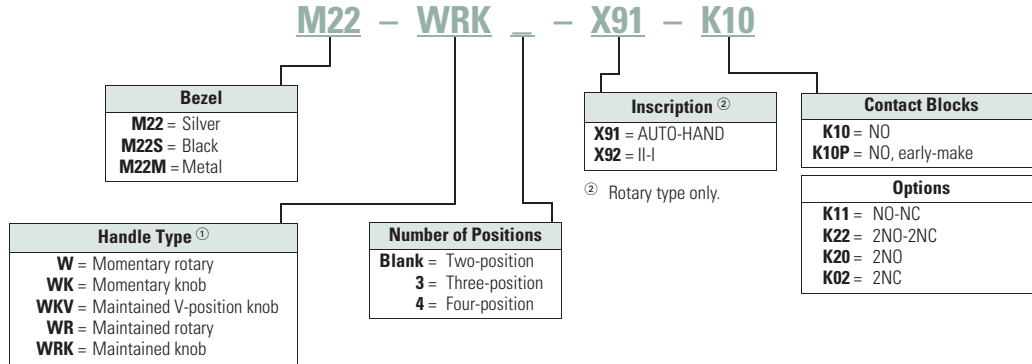 M22 – WRK _ – X91 – K10
Bezel
M22 = Silver
M22S = Black
M22M = Metal
Inscription ②
X91 = AUTO-HAND
X92 = II-I
② Rotary type only.
Contact Blocks
K10 = NO
K10P = NO, early-make
Options
K11 = NO-NC
K22 = 2NO-2NC
K20 = 2NO
K02 = 2NC
Handle Type ①
W = Momentary rotary
WK = Momentary knob
WKV = Maintained V-position knob
WR = Maintained rotary
WRK = Maintained knob
Number of Positions
Blank = Two-position
3 = Three-position
4 = Four-position